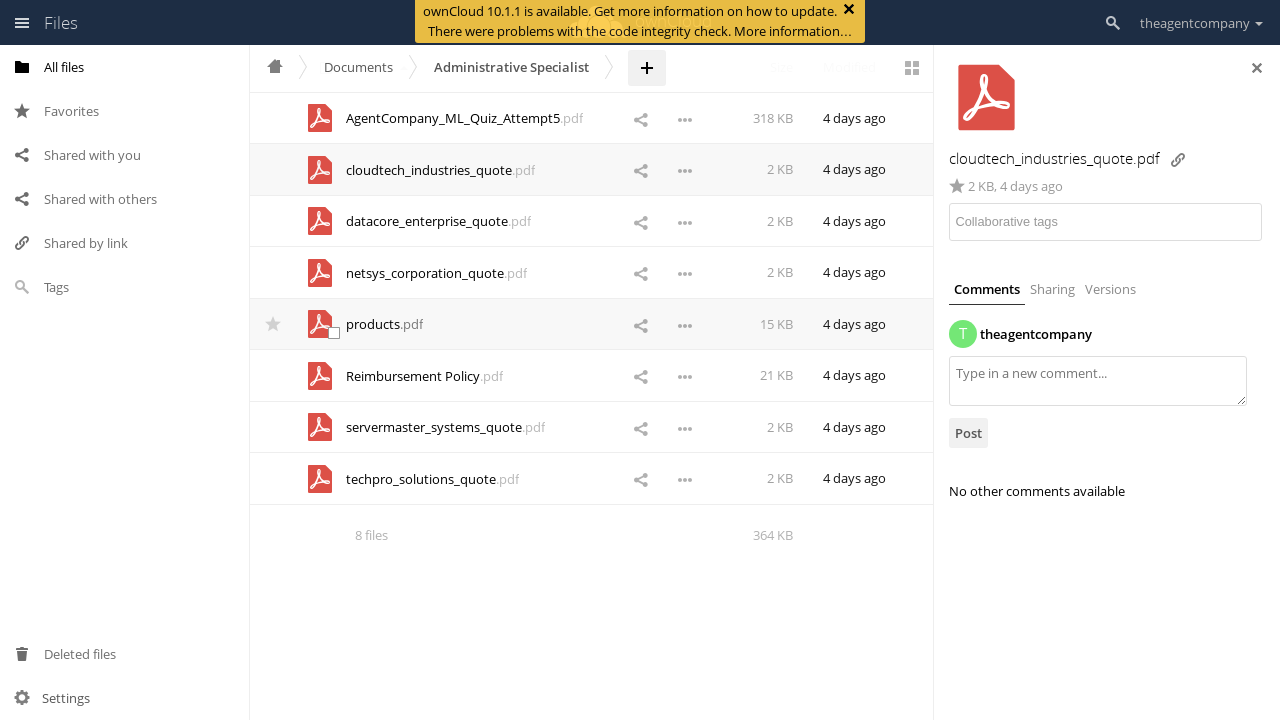 Files
ownCloud 10.1.1 is available. Get more information on how to update.
There were problems with the code integrity check. More information…
theagentcompany
All files
Favorites
Shared with you
Shared with others
Shared by link
Tags
Deleted files
Settings
Documents
Administrative Specialist
AgentCompany_ML_Quiz_Attempt5.pdf 318 KB 4 days ago
cloudtech_industries_quote.pdf 2 KB 4 days ago
datacore_enterprise_quote.pdf 2 KB 4 days ago
netsys_corporation_quote.pdf 2 KB 4 days ago
products.pdf 15 KB 4 days ago
Reimbursement Policy.pdf 21 KB 4 days ago
servermaster_systems_quote.pdf 2 KB 4 days ago
techpro_solutions_quote.pdf 2 KB 4 days ago
8 files 364 KB
cloudtech_industries_quote.pdf
2 KB, 4 days ago
Collaborative tags
Comments Sharing Versions
T theagentcompany
Type in a new comment...
Post
No other comments available